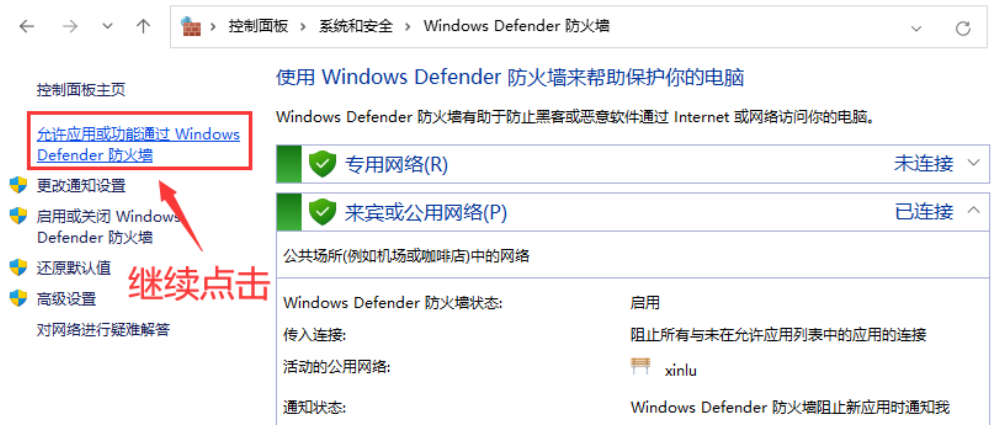 控制面板 › 系统和安全 › Windows Defender 防火墙
控制面板主页
允许应用或功能通过 Windows
Defender 防火墙
更改通知设置
启用或关闭 Windows
Defender 防火墙
还原默认值
高级设置
对网络进行疑难解答
继续点击
使用 Windows Defender 防火墙来帮助保护你的电脑
Windows Defender 防火墙有助于防止黑客或恶意软件通过 Internet 或网络访问你的电脑。
专用网络(R) 未连接
来宾或公用网络(P) 已连接
公共场所(例如机场或咖啡店)中的网络
Windows Defender 防火墙状态: 启用
传入连接: 阻止所有与未在允许应用列表中的应用的连接
活动的公用网络: xinlu
通知状态: Windows Defender 防火墙阻止新应用时通知我